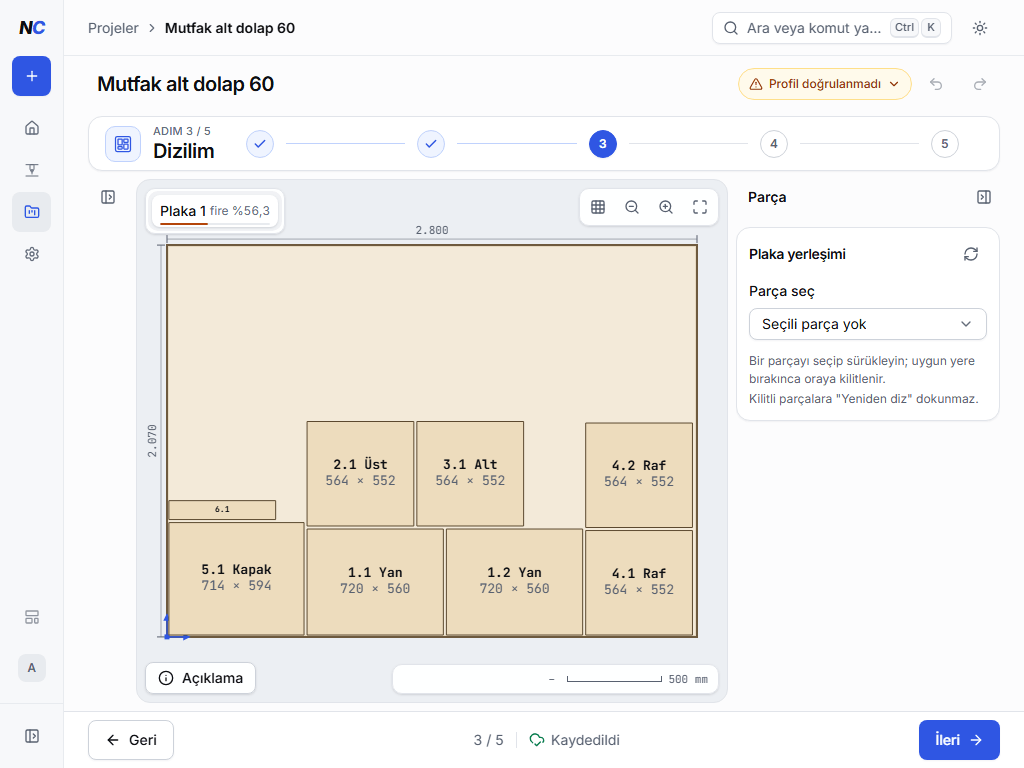 NC
Projeler
Mutfak alt dolap 60
Ara veya komut ya...
Ctrl
K
Mutfak alt dolap 60
Profil doğrulanmadı
ADIM 3 / 5
Dizilim
3
4
5
Plaka 1 fire %56,3
Parça
2.800
2.070
Plaka yerleşimi
Parça seç
Seçili parça yok
Bir parçayı seçip sürükleyin; uygun yere
bırakınca oraya kilitlenir.
Kilitli parçalara "Yeniden diz" dokunmaz.
2.1 Üst
564 × 552
3.1 Alt
564 × 552
4.2 Raf
564 × 552
6.1
5.1 Kapak
714 × 594
1.1 Yan
720 × 560
1.2 Yan
720 × 560
4.1 Raf
564 × 552
A
Açıklama
– 500 mm
Geri
3 / 5
Kaydedildi
İleri